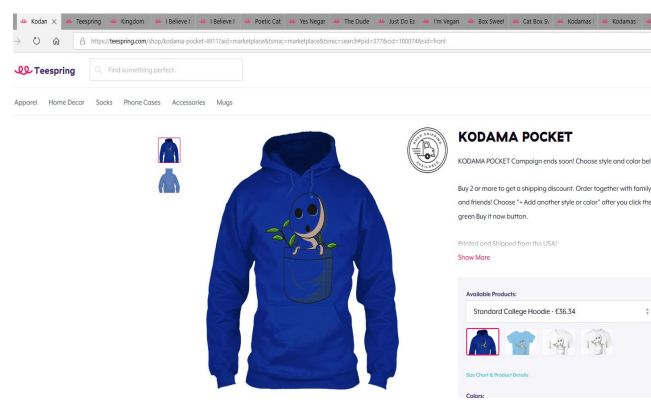 Kodan
Teespring
Kingdom
I Believe I
I Believe I
Poetic Cat
Yes Negan
The Dude
Just Do Ez
I'm Vegan
Box Sweet
Cat Box Sw
Kodamas
Kodamas
https://teespring.com/shop/kodama-pocket-4911?aid=marketplace&tsmac=marketplace&tsmic=search#pid=377&cid=100074&sid=front
Teespring
Find something perfect
Apparel Home Decor Socks Phone Cases Accessories Mugs
RUSH SHIPPING
AVAILABLE
KODAMA POCKET
KODAMA POCKET Campaign ends soon! Choose style and color bel
Buy 2 or more to get a shipping discount. Order together with family
and friends! Choose "+ Add another style or color" after you click the
green Buy it now button.
Printed and Shipped from the USA!
Show More
Available Products:
Standard College Hoodie - €36.34
Size Chart & Product Details
Colors: